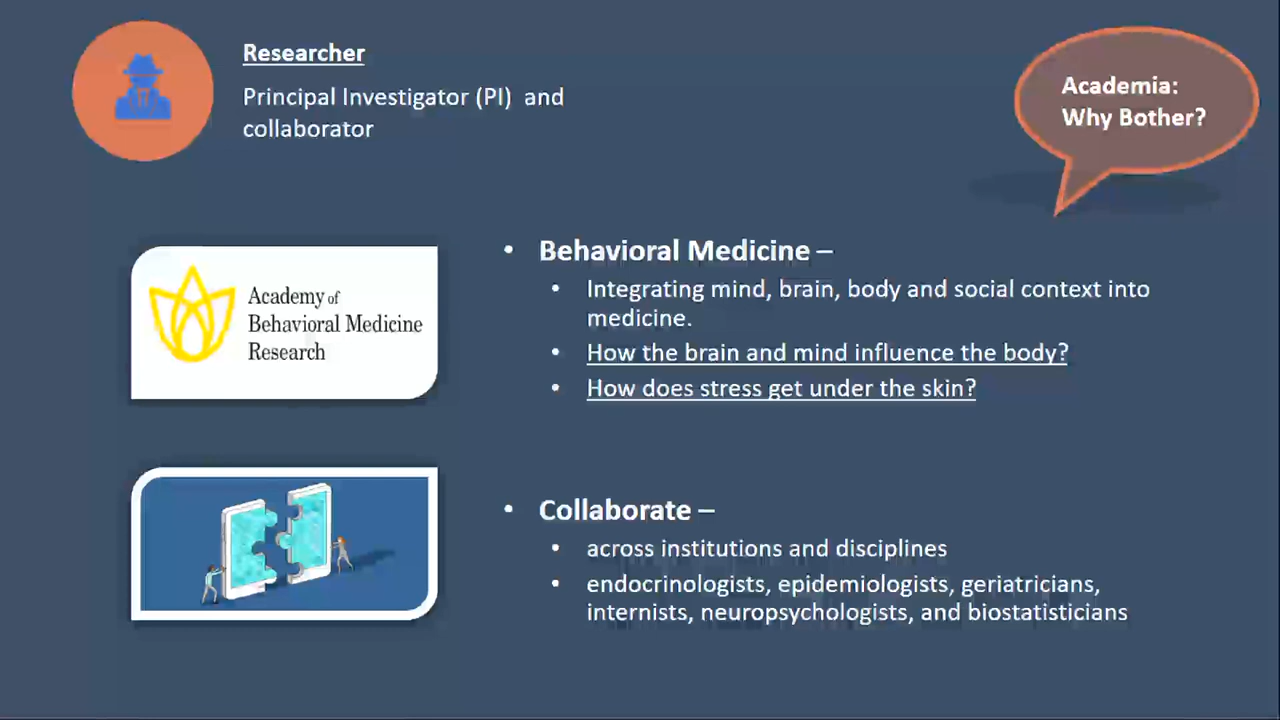 Researcher
Principal Investigator (PI) and
collaborator
Academia:
Why Bother?
Academy of
Behavioral Medicine
Research
• Behavioral Medicine –
• Integrating mind, brain, body and social context into
medicine.
• How the brain and mind influence the body?
• How does stress get under the skin?
• Collaborate –
• across institutions and disciplines
• endocrinologists, epidemiologists, geriatricians,
internists, neuropsychologists, and biostatisticians